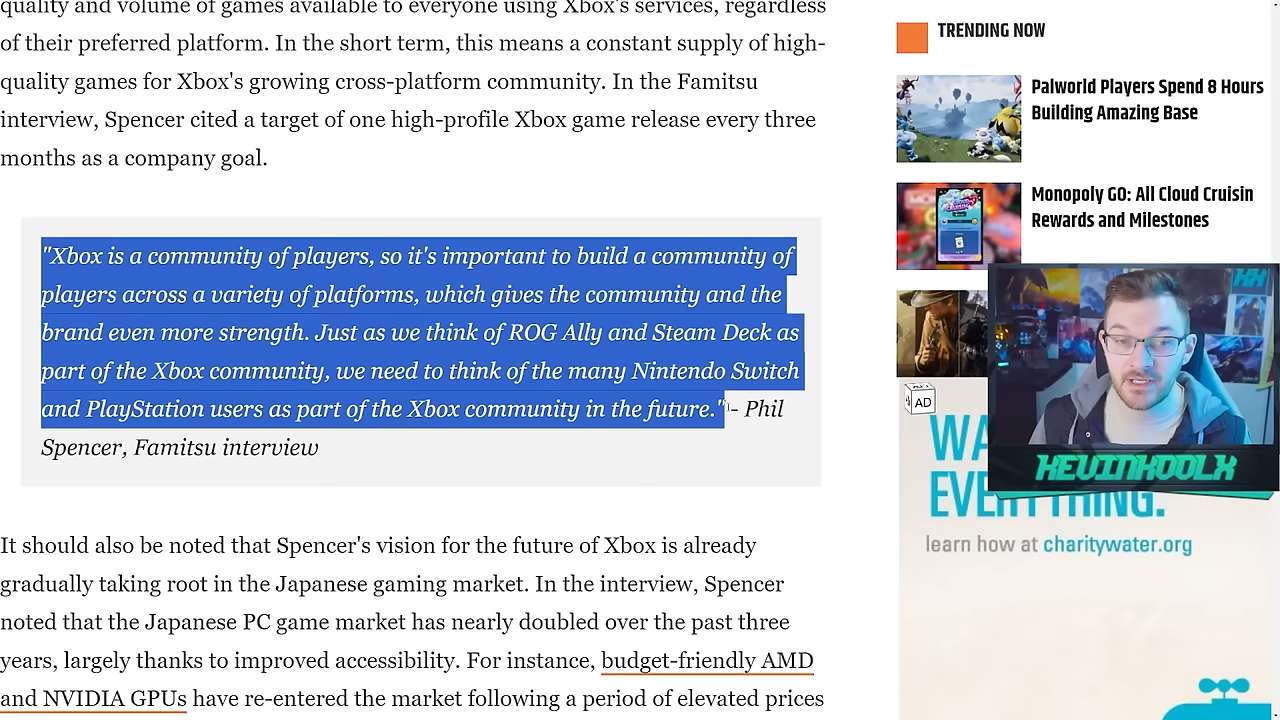 quality and volume of games available to everyone using Xbox's services, regardless
of their preferred platform. In the short term, this means a constant supply of high-
quality games for Xbox's growing cross-platform community. In the Famitsu
interview, Spencer cited a target of one high-profile Xbox game release every three
months as a company goal.
"Xbox is a community of players, so it's important to build a community of
players across a variety of platforms, which gives the community and the
brand even more strength. Just as we think of ROG Ally and Steam Deck as
part of the Xbox community, we need to think of the many Nintendo Switch
and PlayStation users as part of the Xbox community in the future." - Phil
Spencer, Famitsu interview
It should also be noted that Spencer's vision for the future of Xbox is already
gradually taking root in the Japanese gaming market. In the interview, Spencer
noted that the Japanese PC game market has nearly doubled over the past three
years, largely thanks to improved accessibility. For instance, budget-friendly AMD
and NVIDIA GPUs have re-entered the market following a period of elevated prices
TRENDING NOW
Palworld Players Spend 8 Hours
Building Amazing Base
Monopoly GO: All Cloud Cruisin
Rewards and Milestones
KEVINKOOLX
AD
EVERYTHING.
learn how at charitywater.org